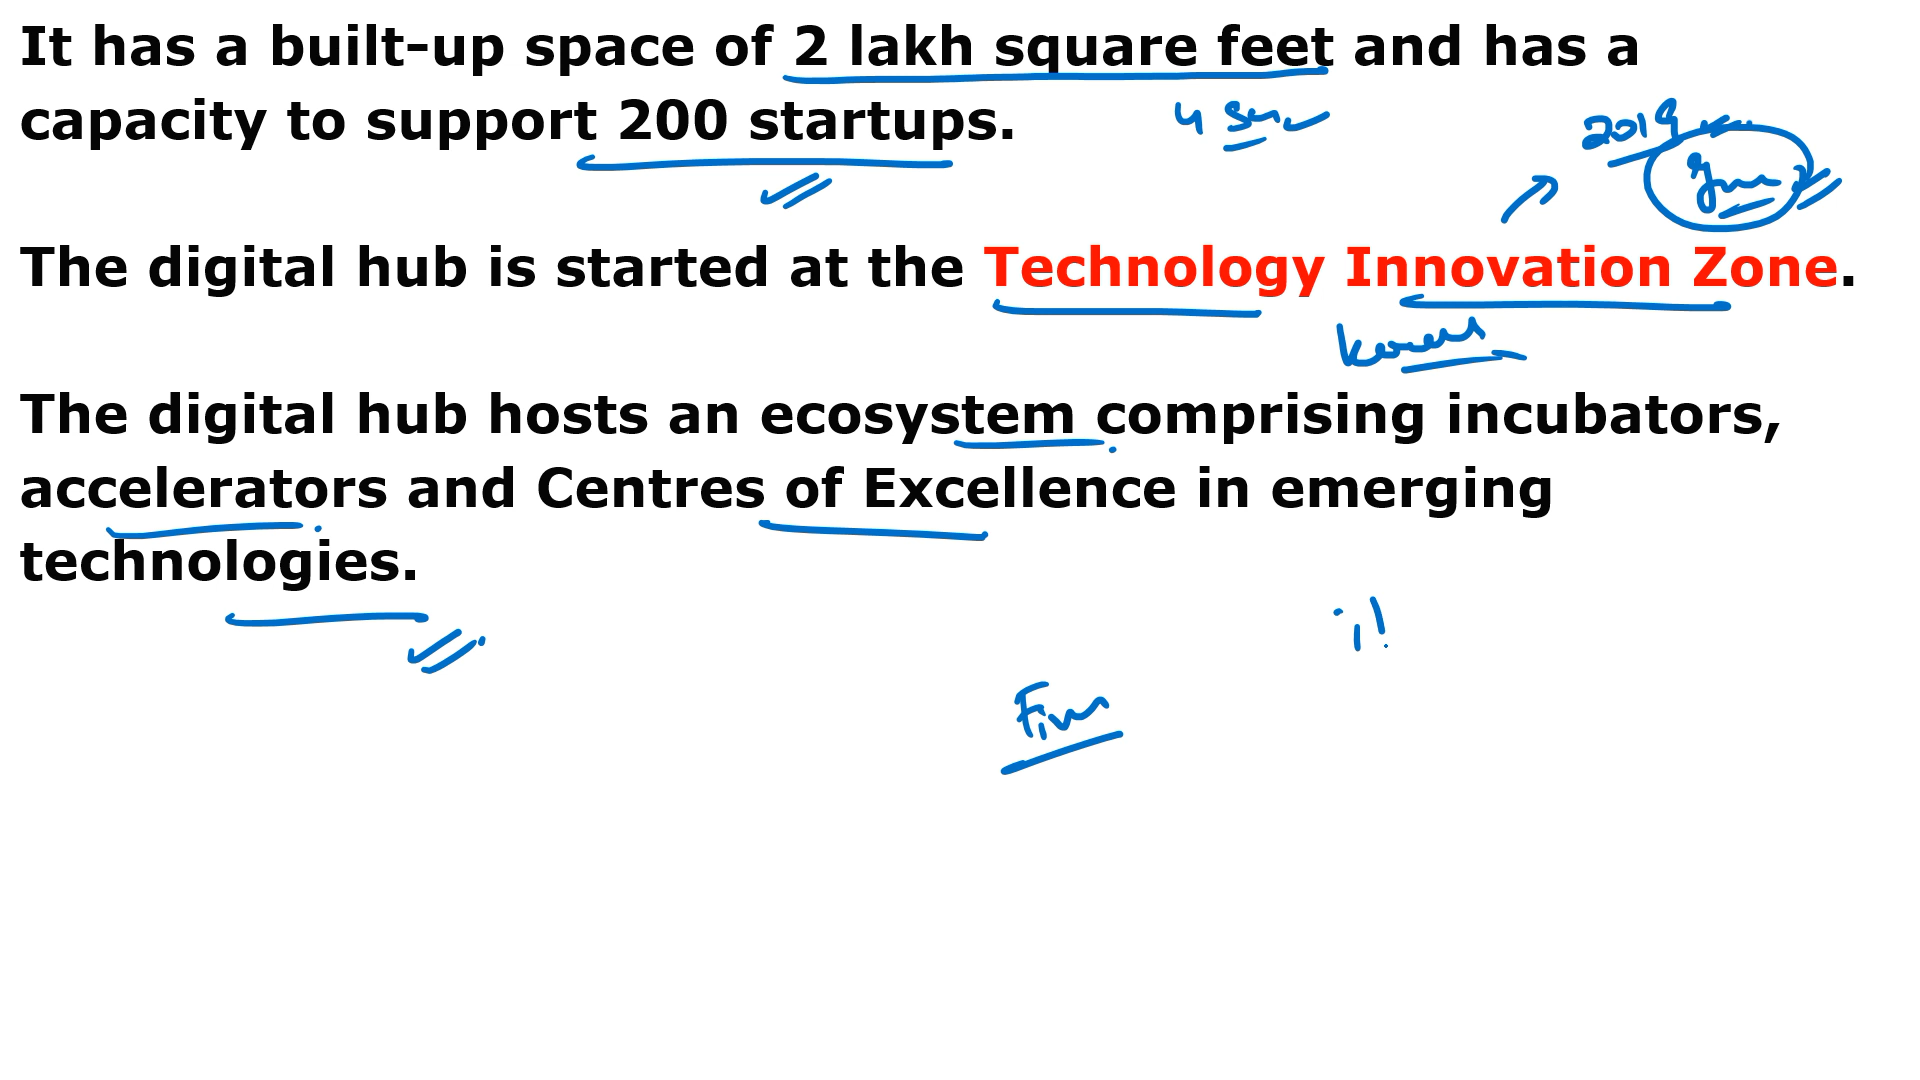 It has a built-up space of 2 lakh square feet and has a
capacity to support 200 startups.
2019
The digital hub is started at the Technology Innovation Zone.
The digital hub hosts an ecosystem comprising incubators,
accelerators and Centres of Excellence in emerging
technologies.